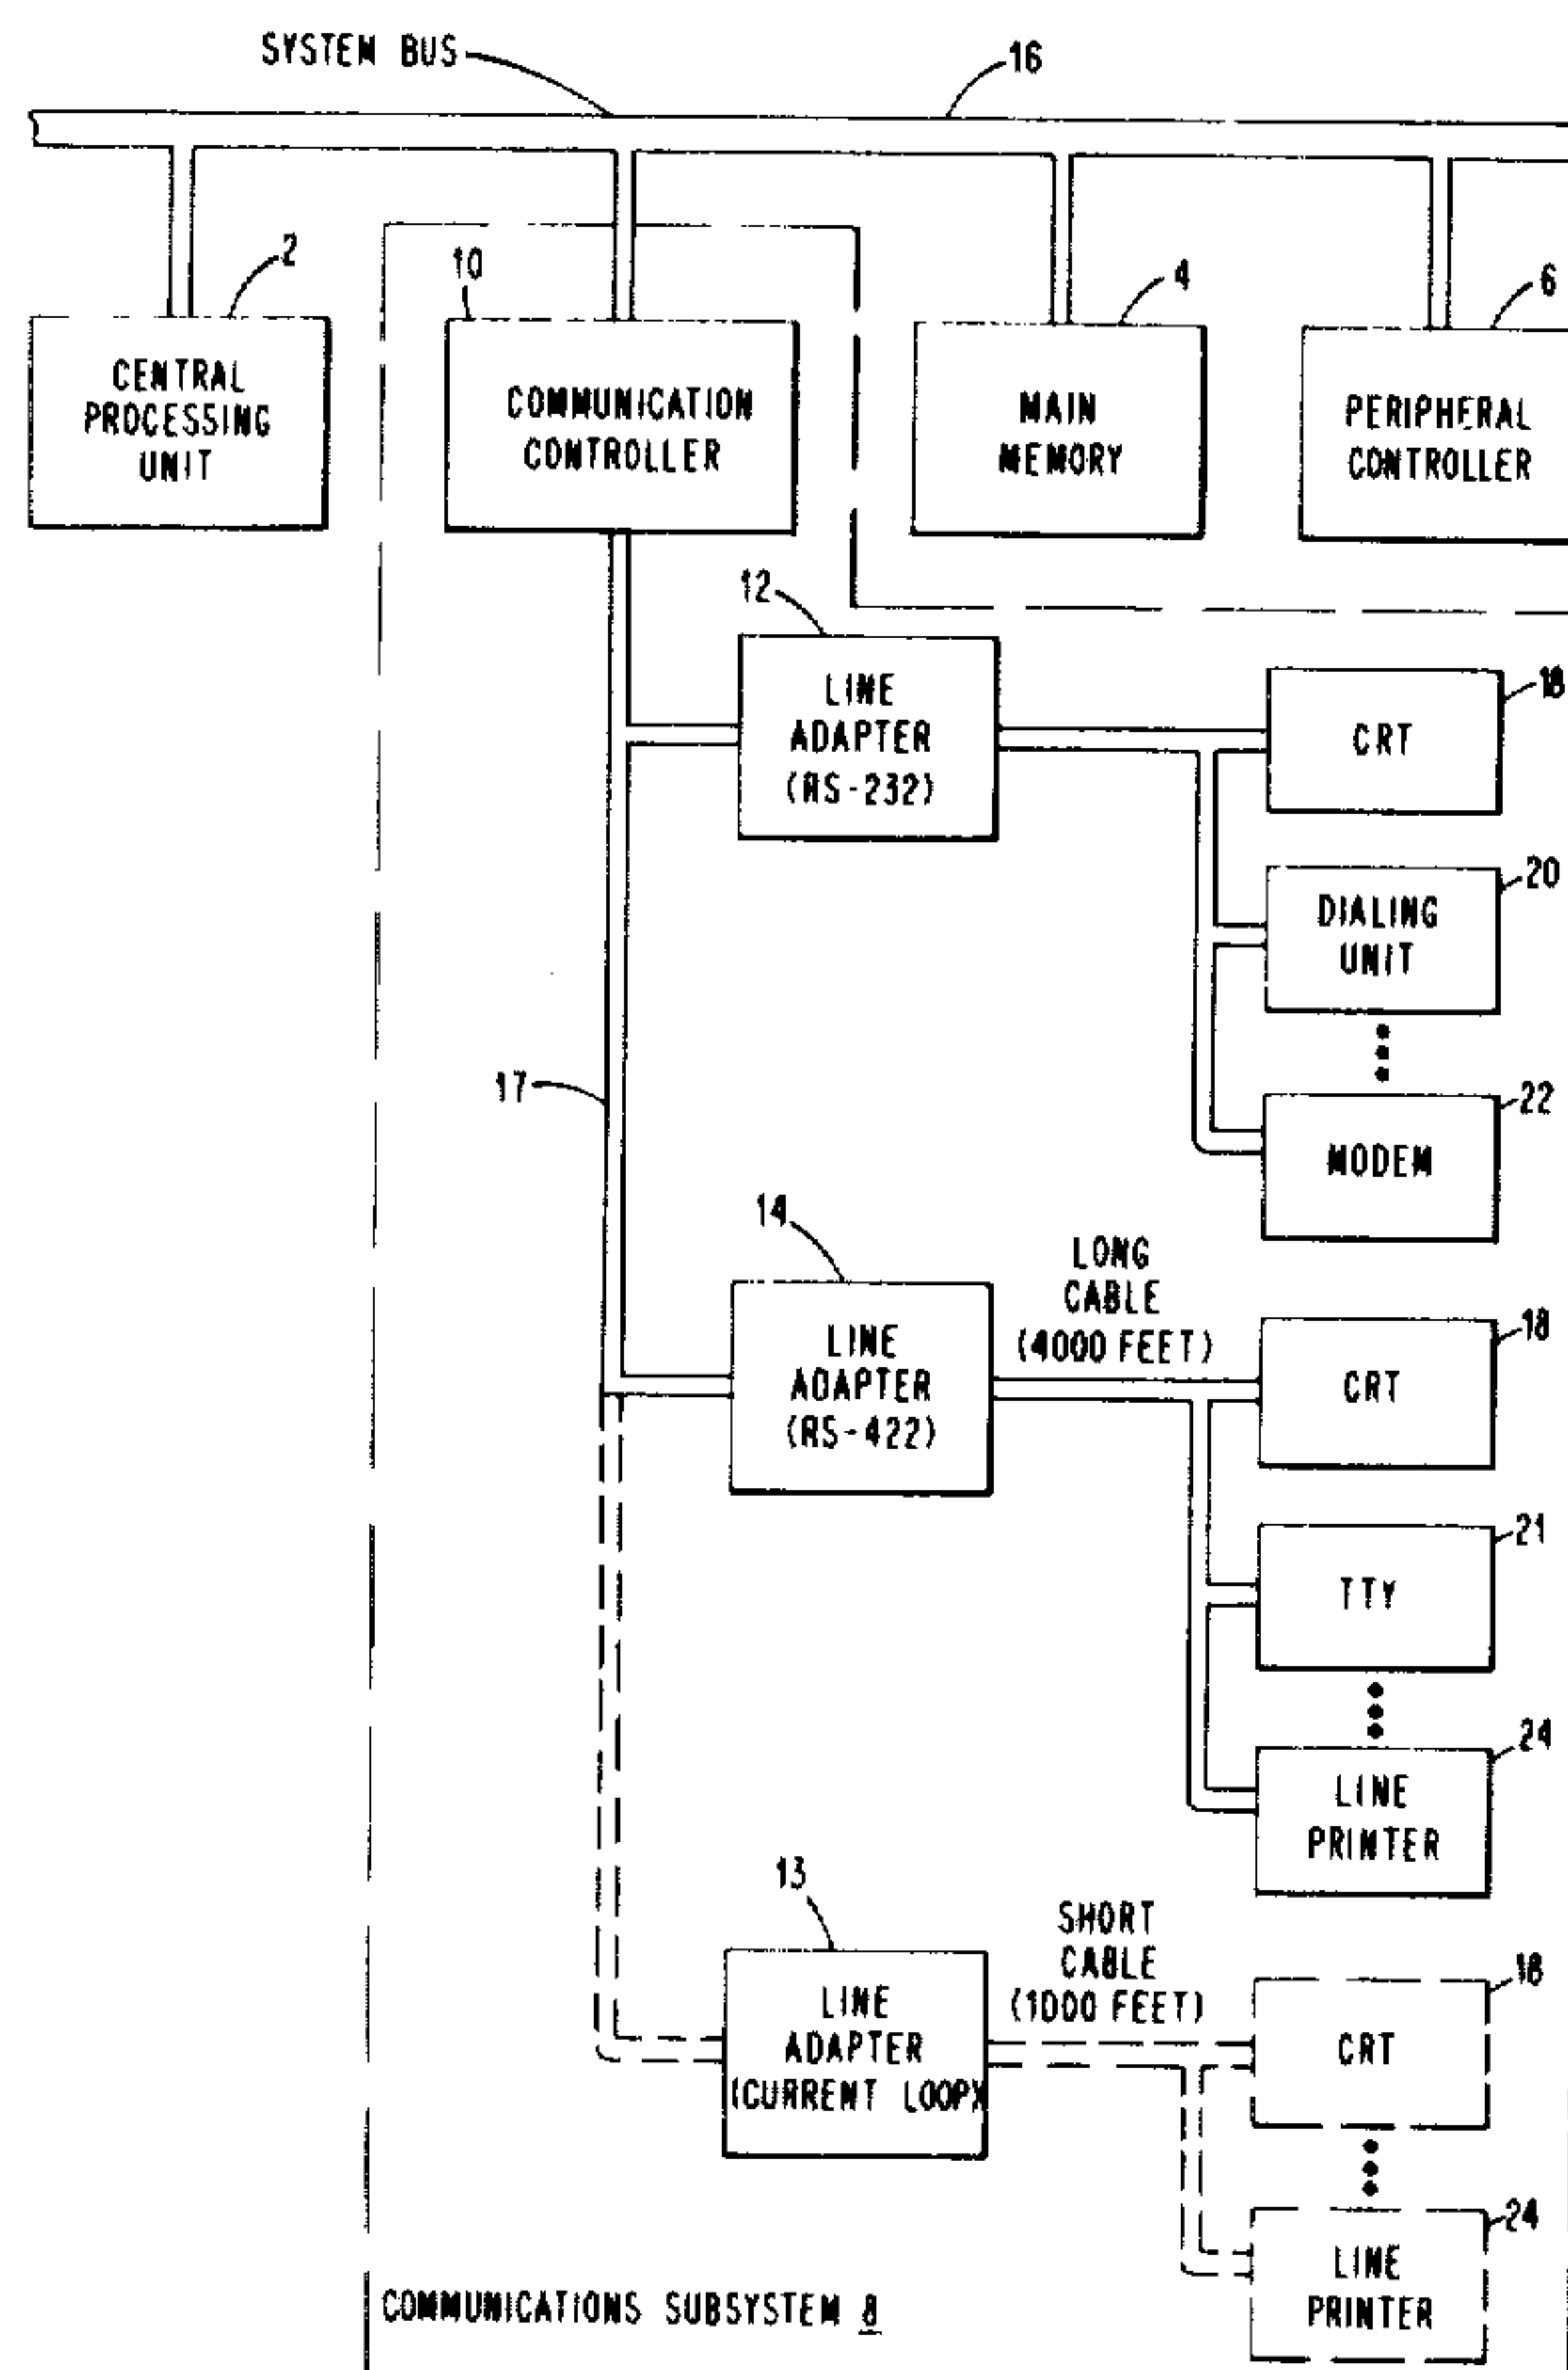 SYSTEM BUS
16
2
10
4
6
CENTRAL
PROCESSING
UNIT
COMMUNICATION
CONTROLLER
MAIN
MEMORY
PERIPHERAL
CONTROLLER
12
LINE
ADAPTER
(RS-232)
18
CRT
20
DIALING
UNIT
17
22
MODEM
14
LINE
ADAPTER
(RS-422)
LONG
CABLE
(4000 FEET)
18
CRT
21
TTY
24
LINE
PRINTER
13
LINE
ADAPTER
(CURRENT LOOP)
SHORT
CABLE
(1000 FEET)
18
CRT
24
LINE
PRINTER
COMMUNICATIONS SUBSYSTEM 8